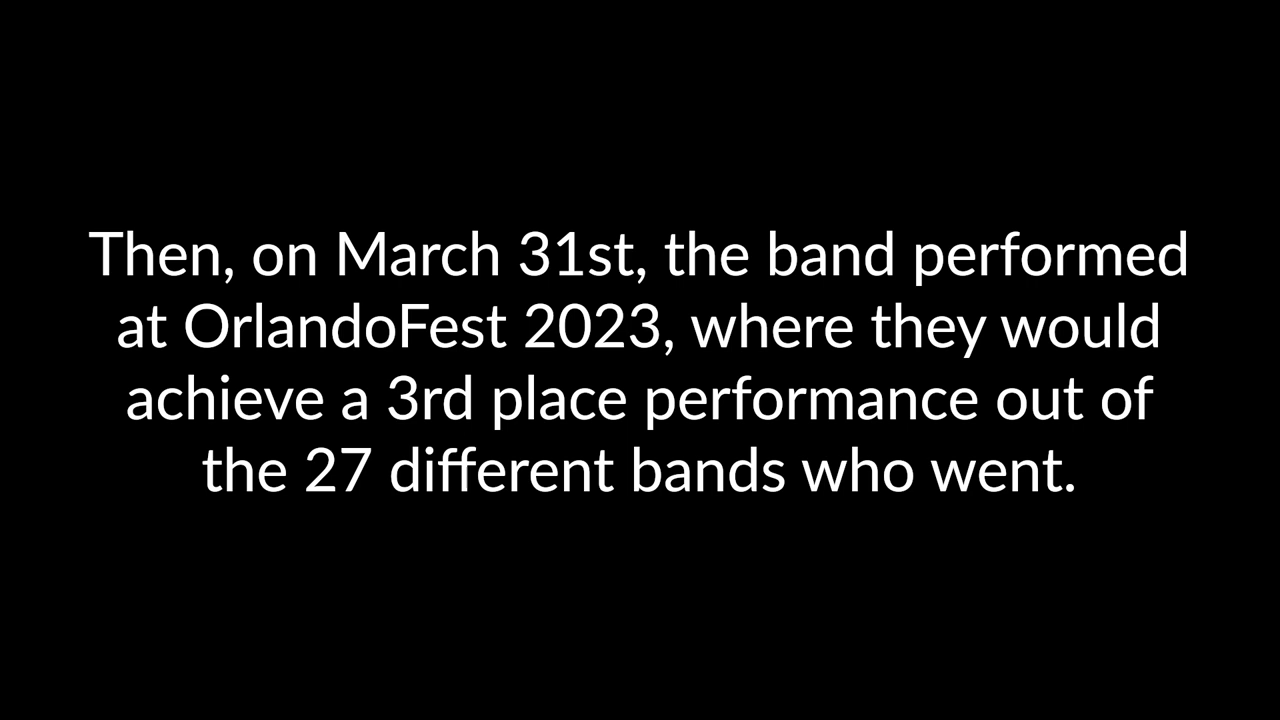 Then, on March 31st, the band performed
at OrlandoFest 2023, where they would
achieve a 3rd place performance out of
the 27 different bands who went.